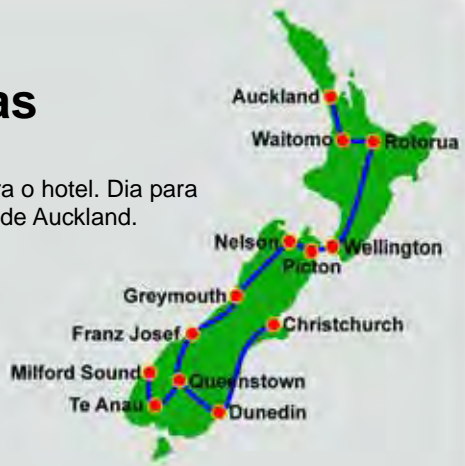 as
ra o hotel. Dia para
de Auckland.
Auckland
Waitomo
Rotorua
Nelson
Wellington
Picton
Greymouth
Christchurch
Franz Josef
Milford Sound
Queenstown
Te Anau
Dunedin